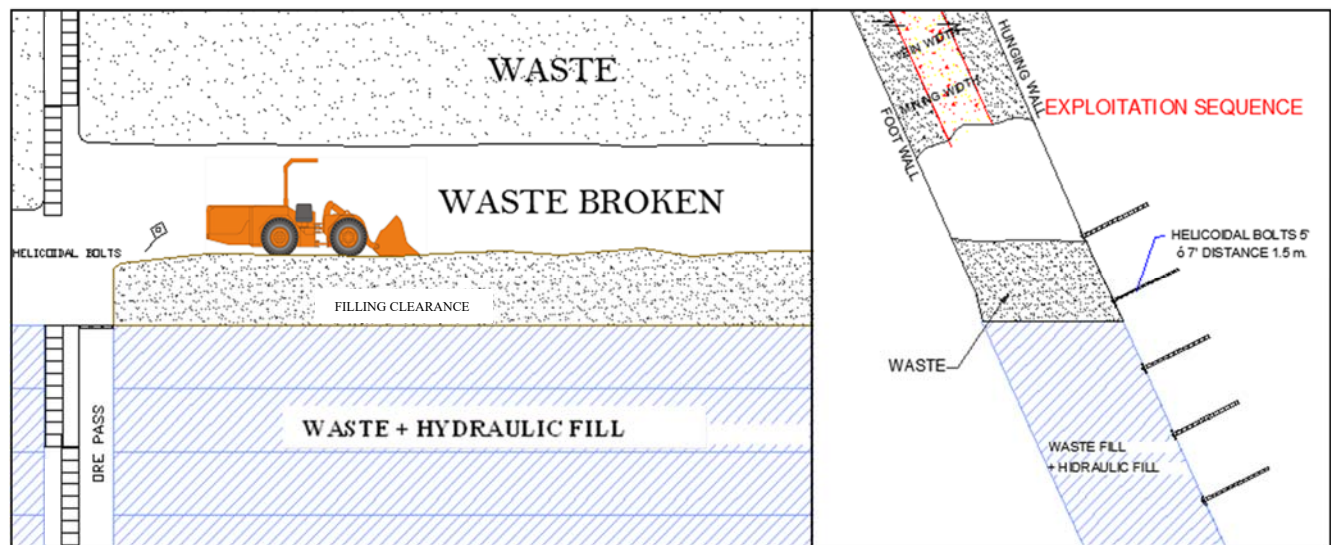 WASTE
WASTE BROKEN
HELICOIDAL BOLTS
FILLING CLEARANCE
ORE PASS
WASTE + HYDRAULIC FILL
VEIN WIDTH
MINING WIDTH
HUNGING WALL
FOOT WALL
EXPLOITATION SEQUENCE
HELICOIDAL BOLTS 5'
ó 7' DISTANCE 1.5 m.
WASTE
WASTE FILL
+ HIDRAULIC FILL